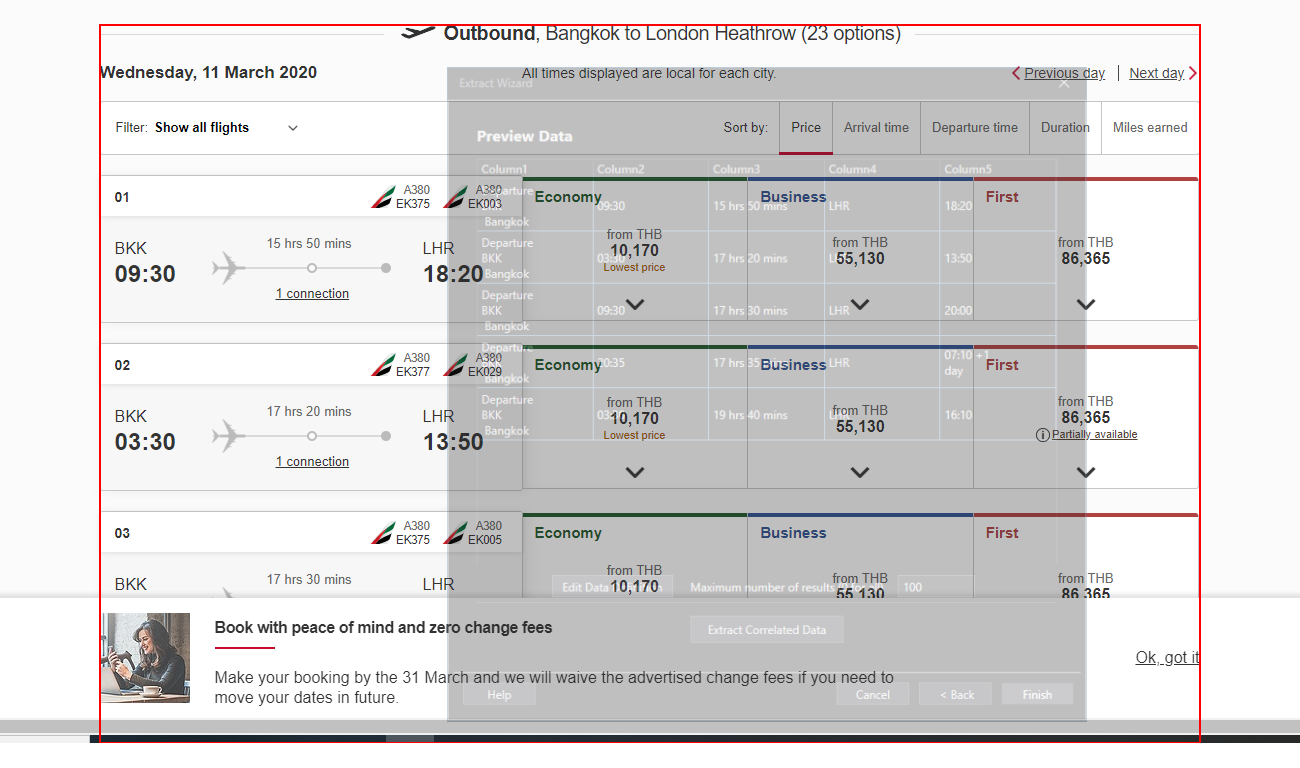 Outbound, Bangkok to London Heathrow (23 options)
Wednesday, 11 March 2020
All times displayed are local for each city.
Previous day | Next day
Extract Wizard
Filter: Show all flights
Sort by: Price Arrival time Departure time Duration Miles earned
Preview Data
Column1 Column2 Column3 Column4 Column5
01
A380 EK375
A380 EK003
Economy
Business
First
BKK
09:30
15 hrs 50 mins
1 connection
LHR
18:20
from THB
10,170
Lowest price
from THB
55,130
from THB
86,365
Departure
BKK
Bangkok
09:30
15 hrs 50 mins
LHR
18:20
Departure
BKK
Bangkok
03:30
17 hrs 20 mins
LHR
13:50
Departure
BKK
Bangkok
09:30
17 hrs 30 mins
LHR
20:00
Departure
BKK
Bangkok
20:35
17 hrs 35 mins
LHR
07:10 +1
day
Departure
BKK
Bangkok
19 hrs 40 mins
LHR
16:10
02
A380 EK377
A380 EK029
Economy
Business
First
BKK
03:30
17 hrs 20 mins
1 connection
LHR
13:50
from THB
10,170
Lowest price
from THB
55,130
from THB
86,365
Partially available
03
A380 EK375
A380 EK005
Economy
Business
First
BKK
17 hrs 30 mins
LHR
from THB
10,170
from THB
55,130
from THB
86,365
Edit Data
Maximum number of results
100
Extract Correlated Data
Book with peace of mind and zero change fees
Make your booking by the 31 March and we will waive the advertised change fees if you need to
move your dates in future.
Ok, got it
Help
Cancel
< Back
Finish